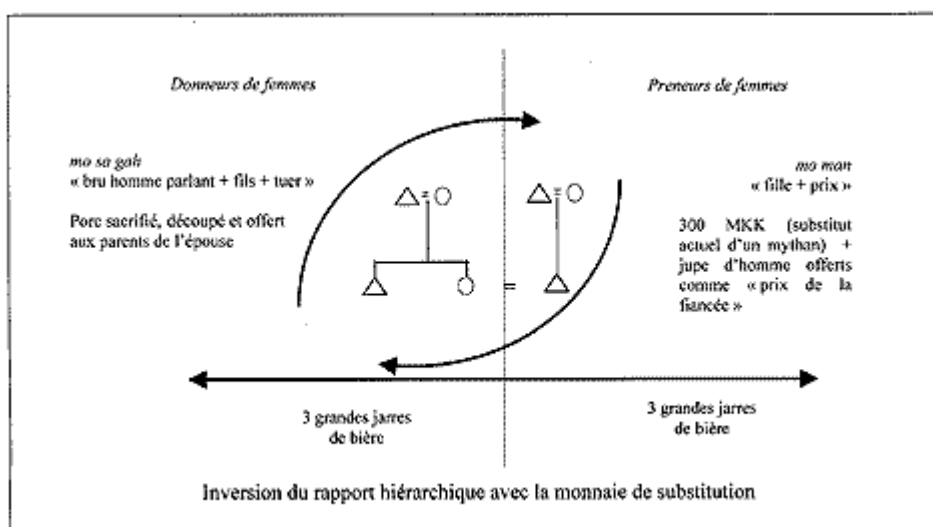 Donneurs de femmes
Preneurs de femmes
mo sa gah
« bru homme parlant + fils + tuer »
Porc sacrifié, découpé et offert
aux parents de l'épouse
mo man
« fille + prix »
300 MKK (substitut
actuel d'un mythan) +
jupe d'homme offerts
comme « prix de la
fiancée »
3 grandes jarres
de bière
3 grandes jarres
de bière
Inversion du rapport hiérarchique avec la monnaie de substitution